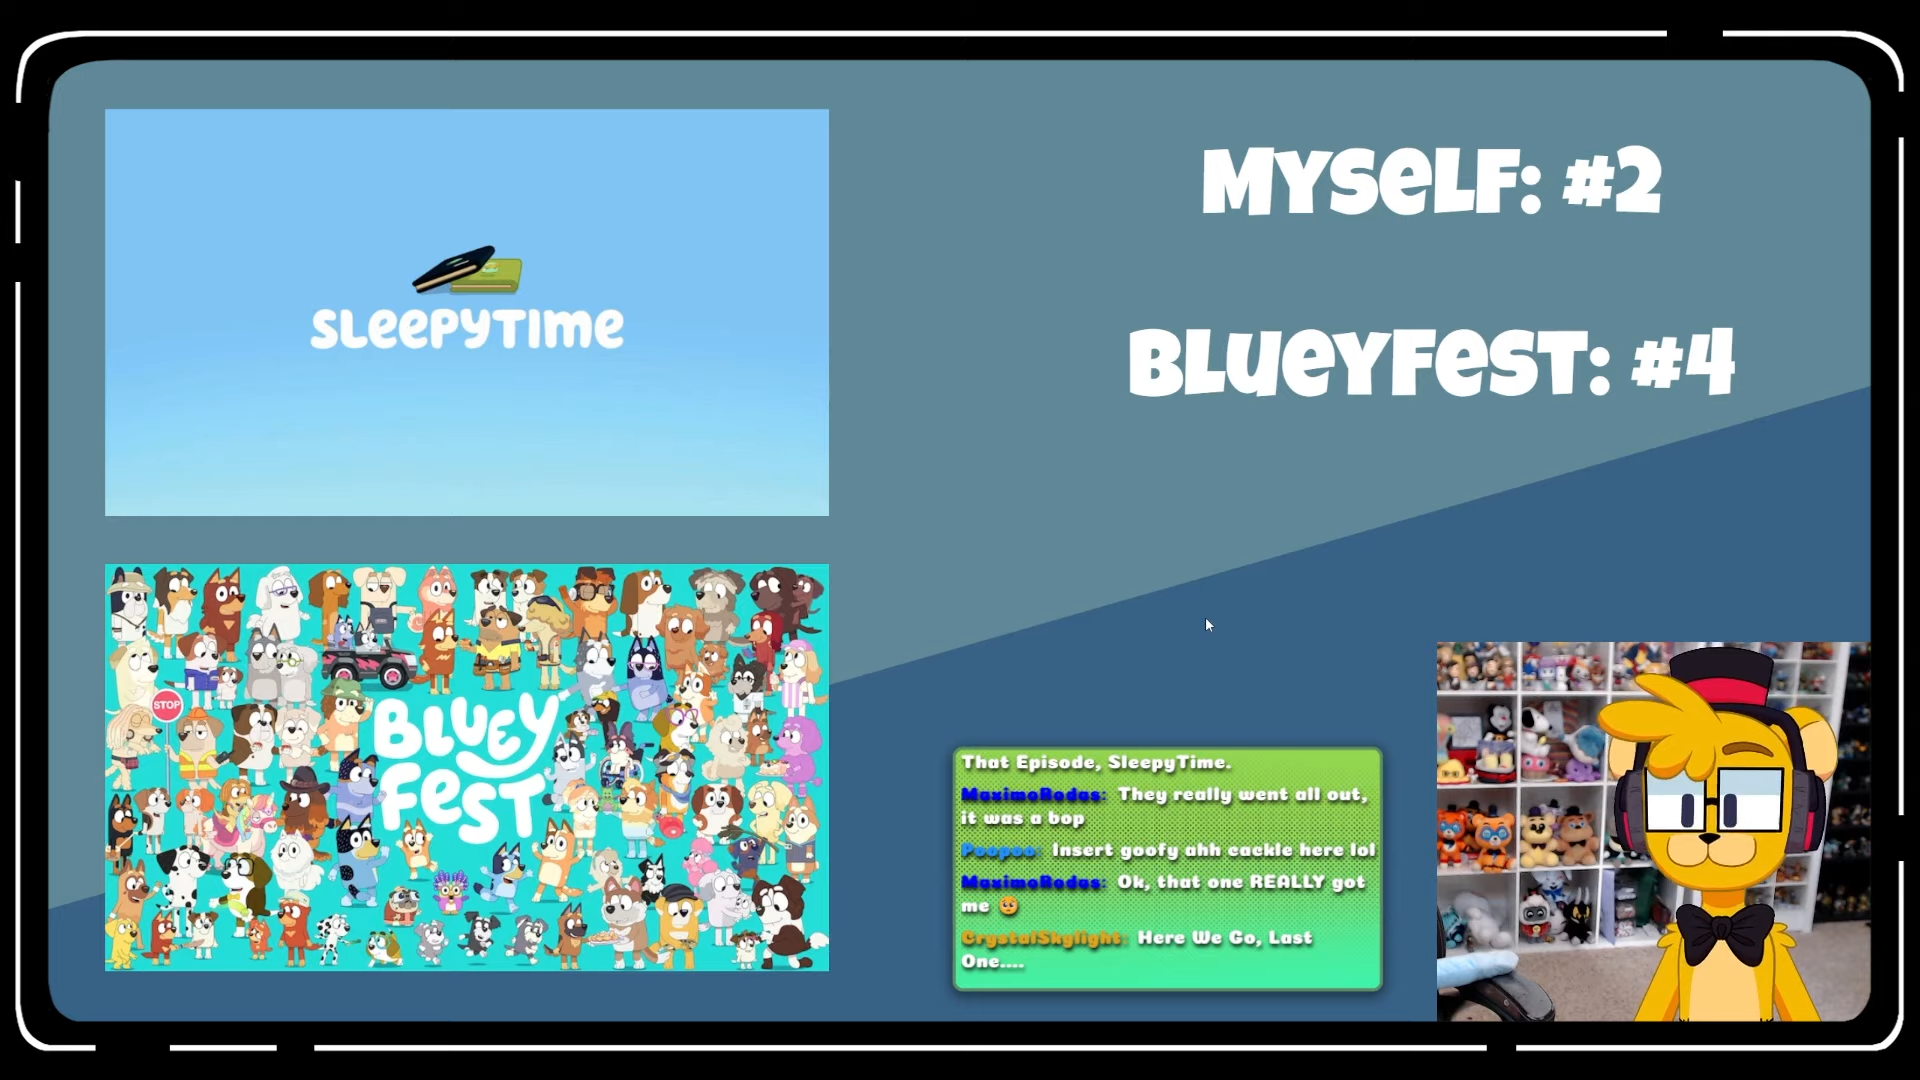 SLEEPYTIME
MYSELF: #2
BLUEYFEST: #4
STOP
BLUEY
FEST
That Episode, SleepyTime.
MaximoRodas: They really went all out,
it was a bop
Poopoo: Insert goofy ahh cackle here lol
MaximoRodas: Ok, that one REALLY got
me 🥺
CrystalSkylight: Here We Go, Last
One....